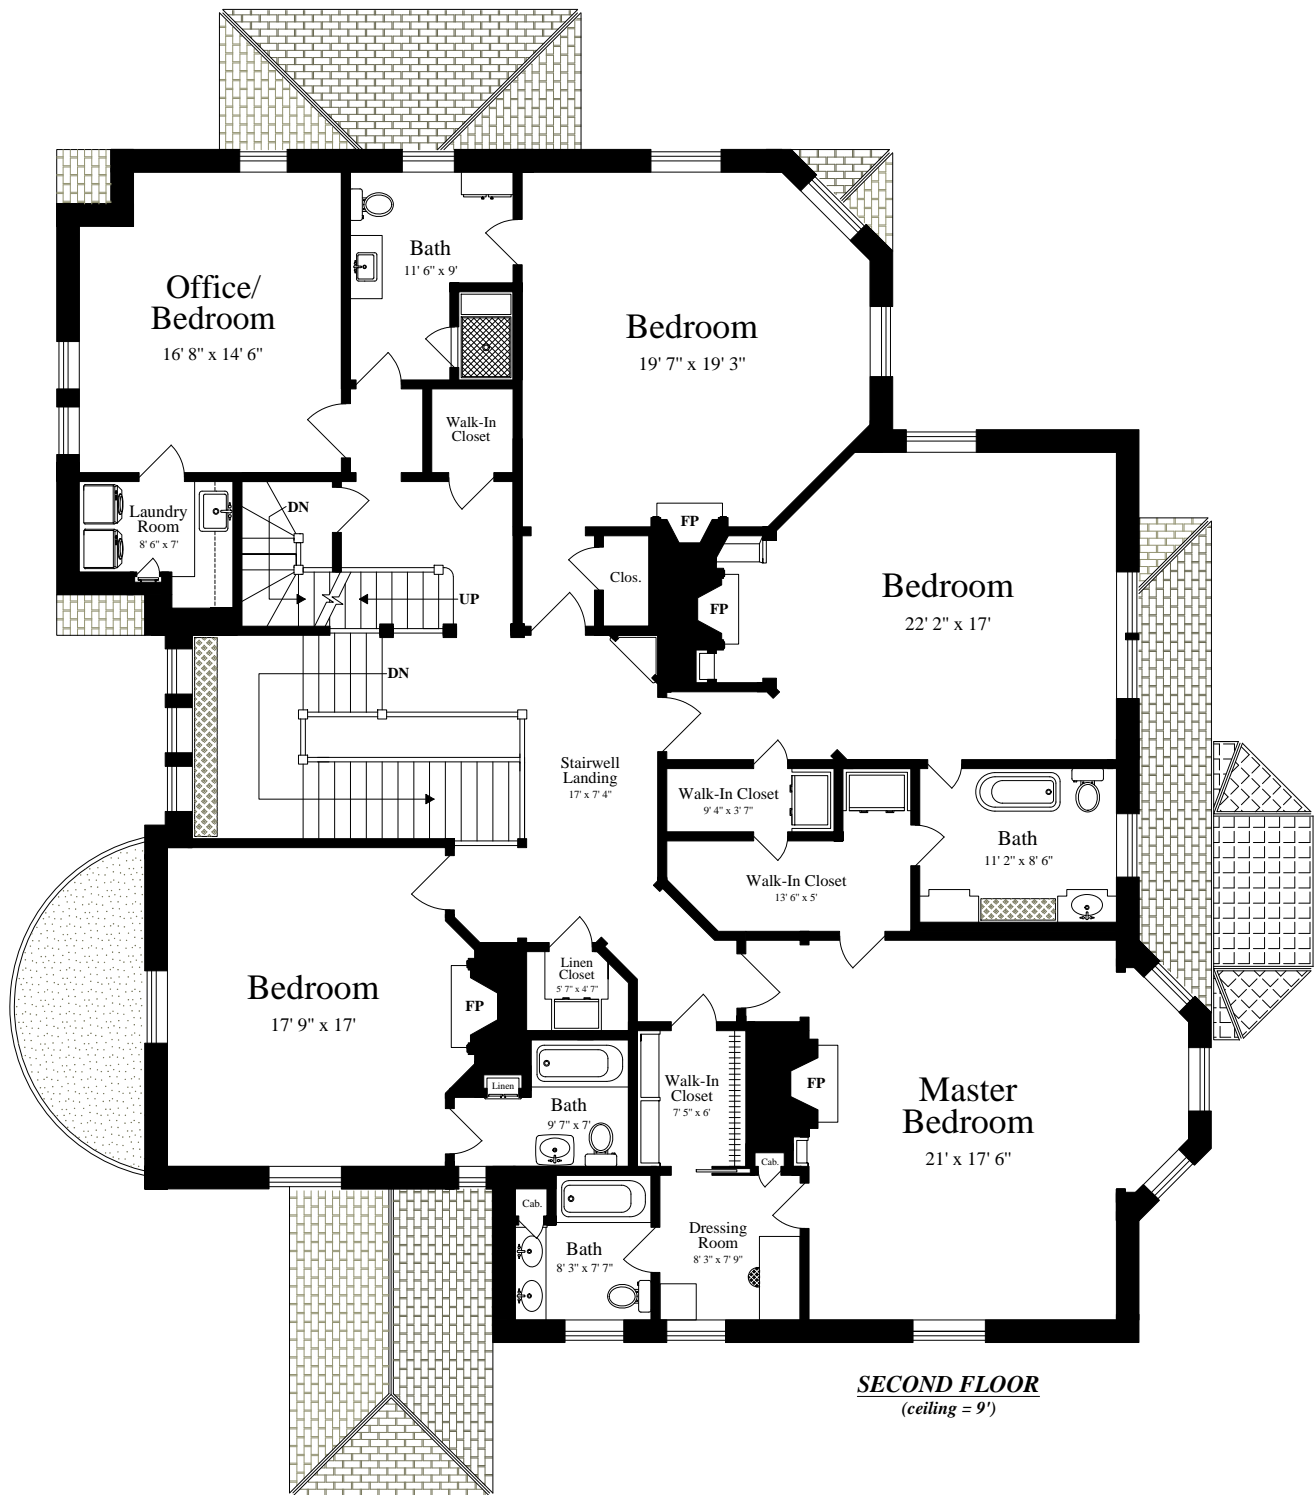 Bath
11' 6" x 9'
Office/
Bedroom
16' 8" x 14' 6"
Bedroom
19' 7" x 19' 3"
Walk-In
Closet
DN
Laundry
Room
8' 6" x 7'
FP
Clos.
Bedroom
22' 2" x 17'
FP
UP
DN
Stairwell
Landing
17' x 7' 4"
Walk-In Closet
9' 4" x 3' 7"
Bath
11' 2" x 8' 6"
Walk-In Closet
13' 6" x 5'
Bedroom
17' 9" x 17'
Linen
Closet
5' 7" x 4' 7"
FP
Linen
Bath
9' 7" x 7'
Walk-In
Closet
7' 5" x 6'
FP
Master
Bedroom
21' x 17' 6"
Cab.
Cab.
Bath
8' 3" x 7' 7"
Dressing
Room
8' 3" x 7' 9"
SECOND FLOOR
(ceiling = 9')